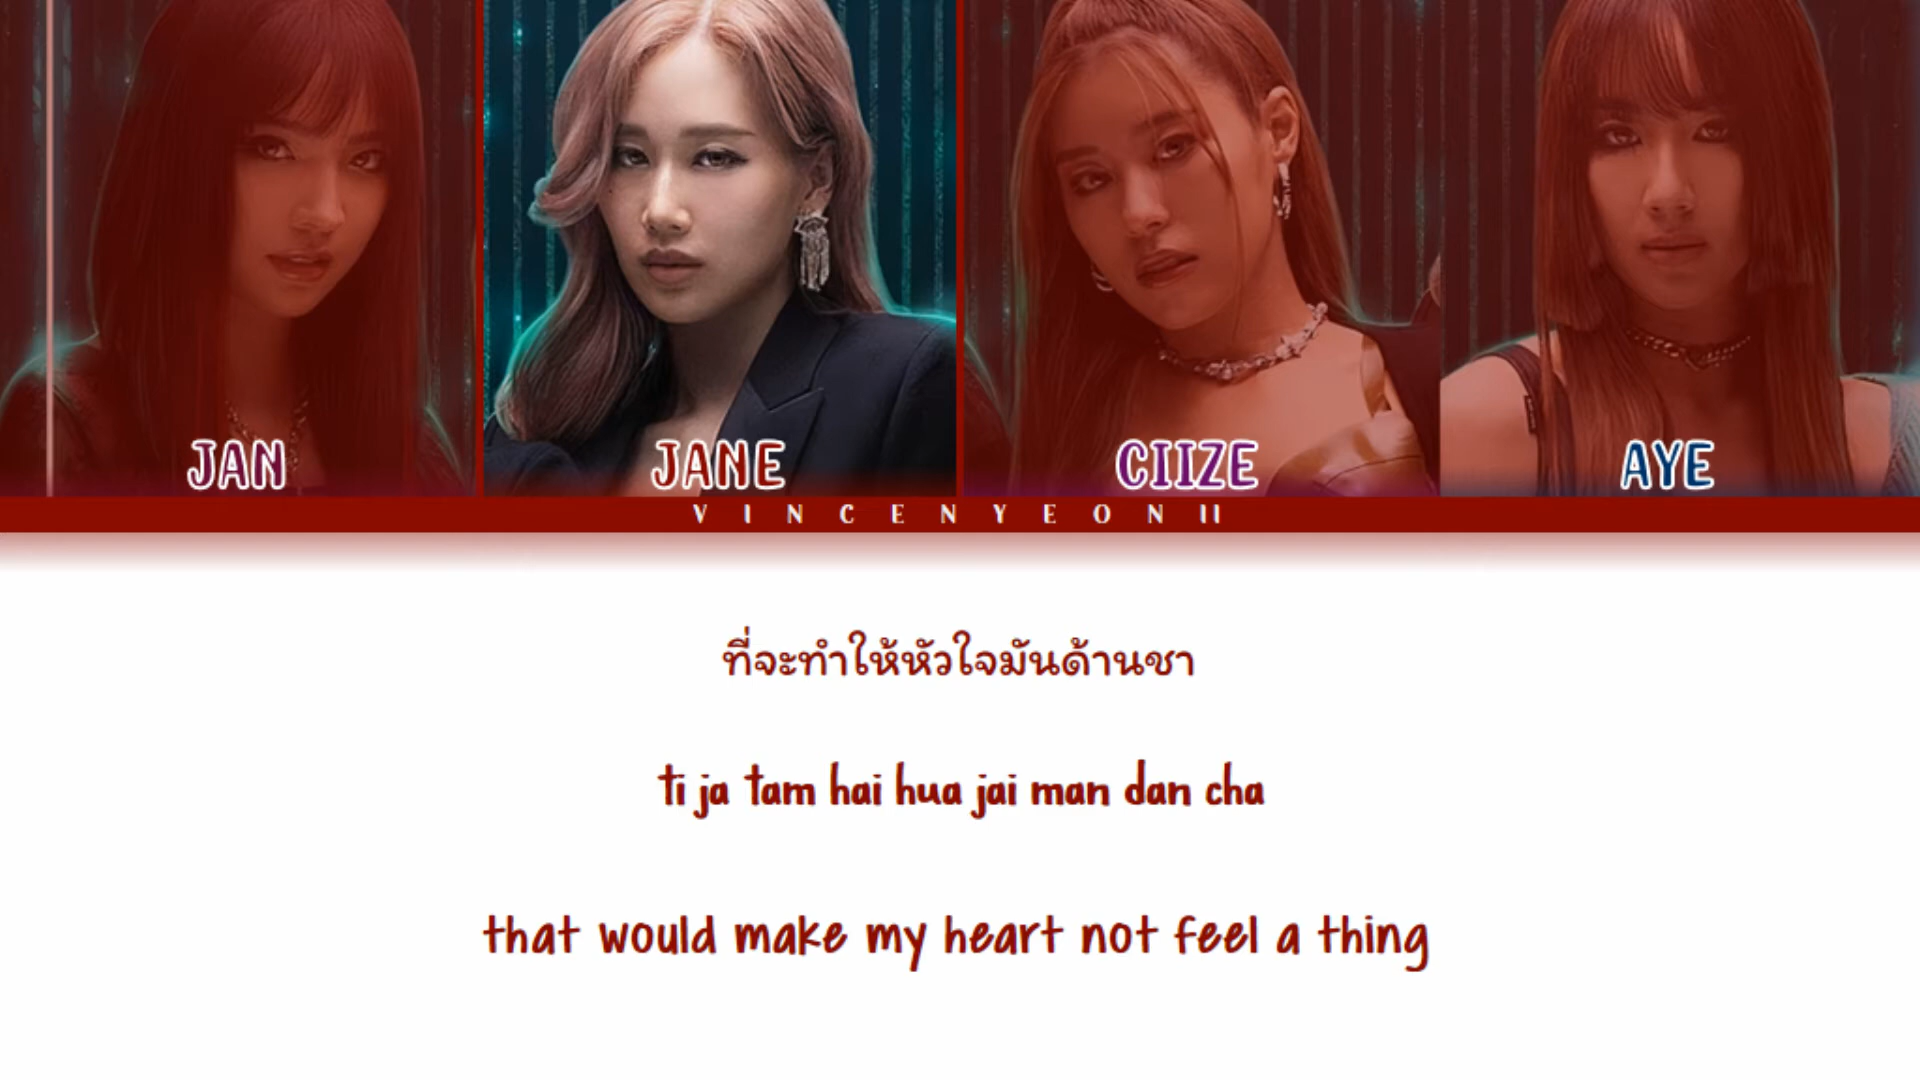 JAN
JANE
CIIZE
AYE
VINCENYEON II
ที่จะทำให้หัวใจมันด้านชา
ti ja tam hai hua jai man dan cha
that would make my heart not feel a thing